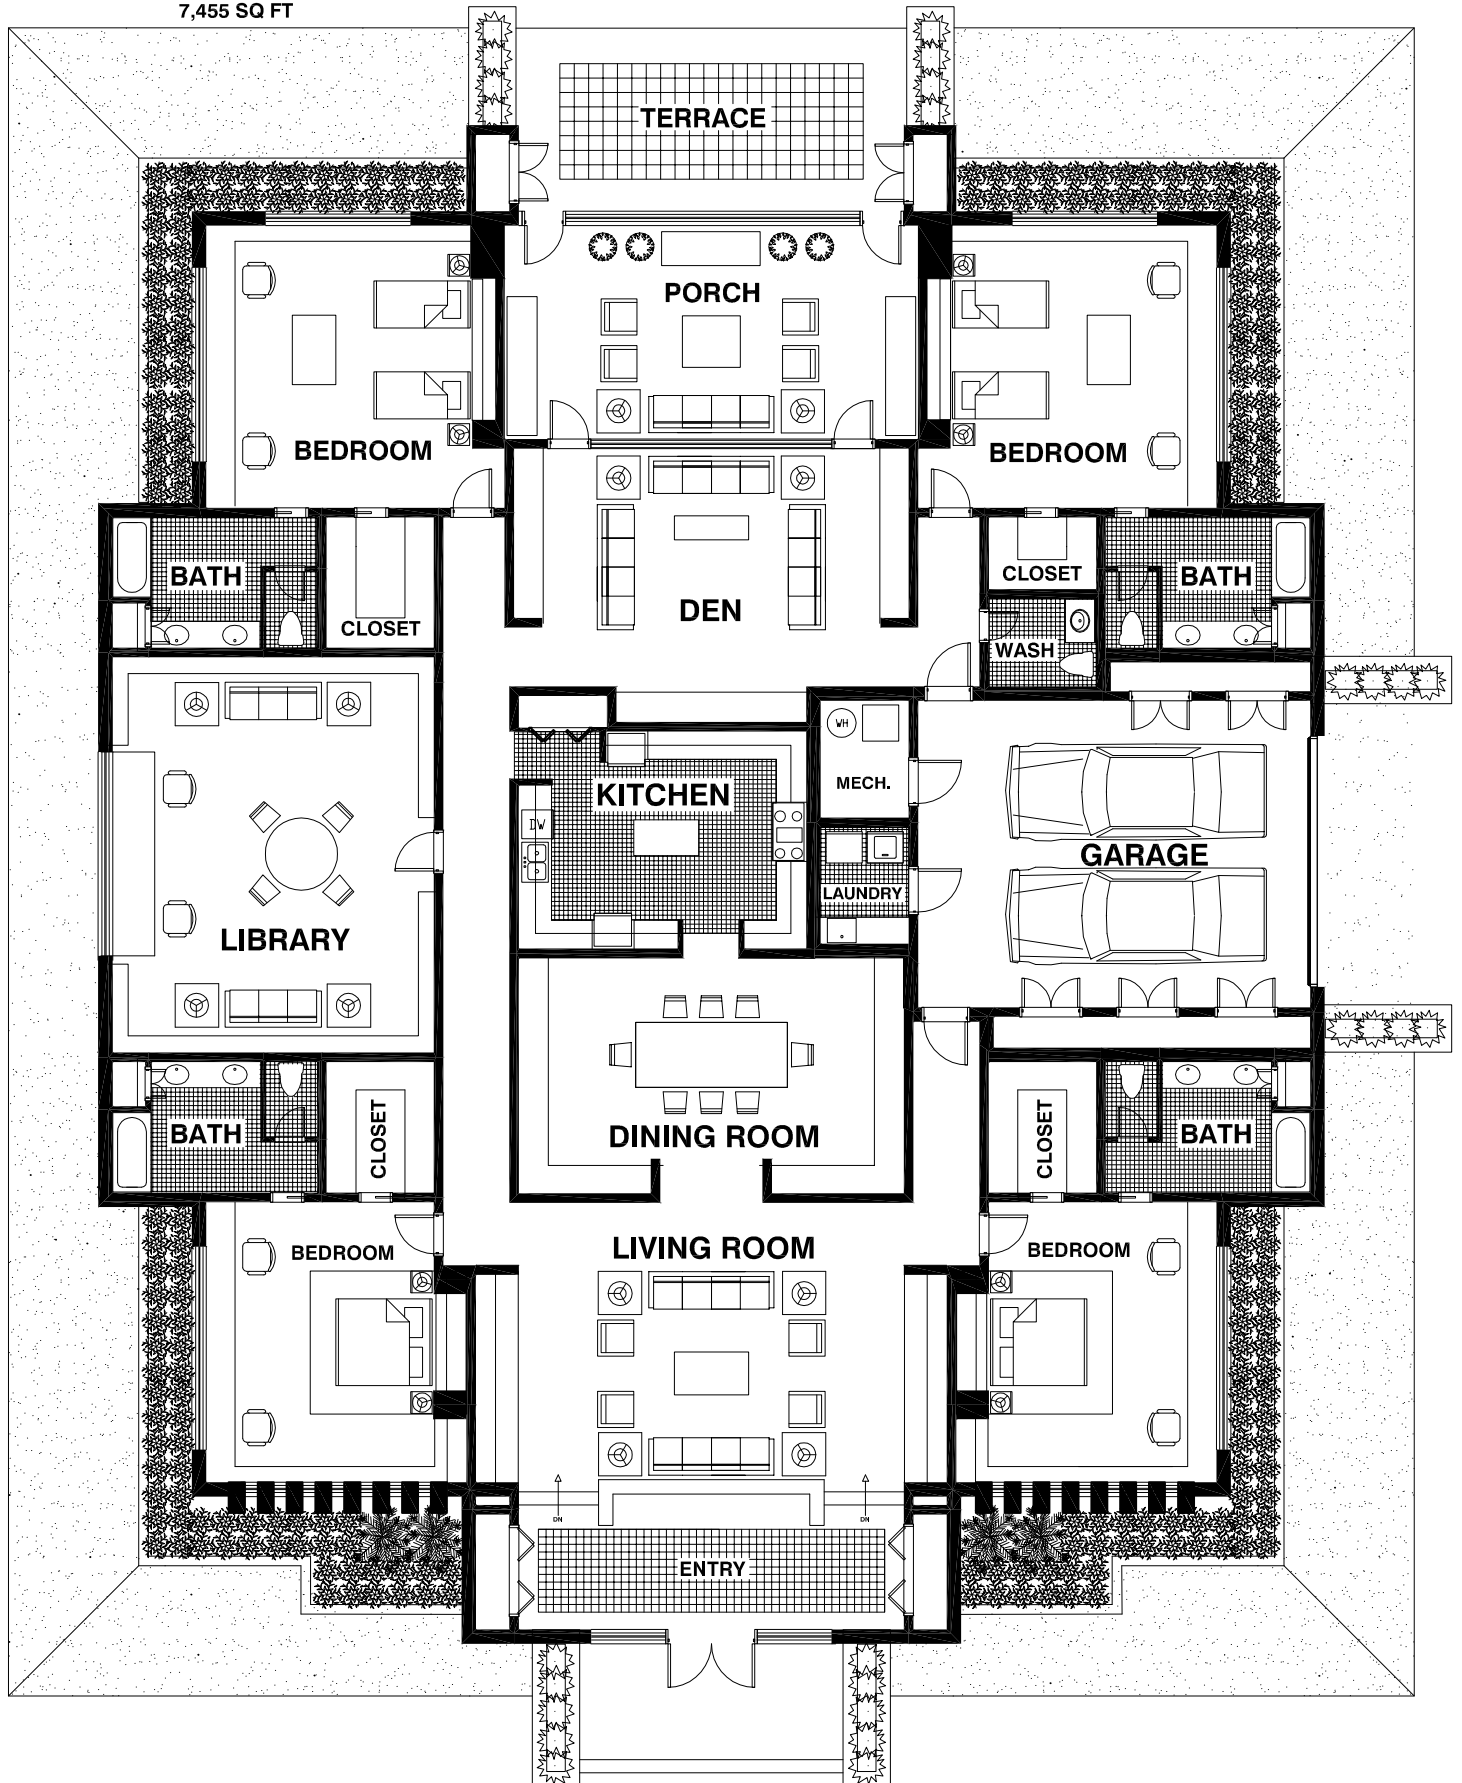 7,455 SQ FT
TERRACE
PORCH
BEDROOM
BEDROOM
BATH
CLOSET
DEN
CLOSET
BATH
WASH
WH
MECH.
KITCHEN
DW
LAUNDRY
GARAGE
LIBRARY
BATH
CLOSET
DINING ROOM
CLOSET
BATH
BEDROOM
LIVING ROOM
BEDROOM
DN
DN
ENTRY